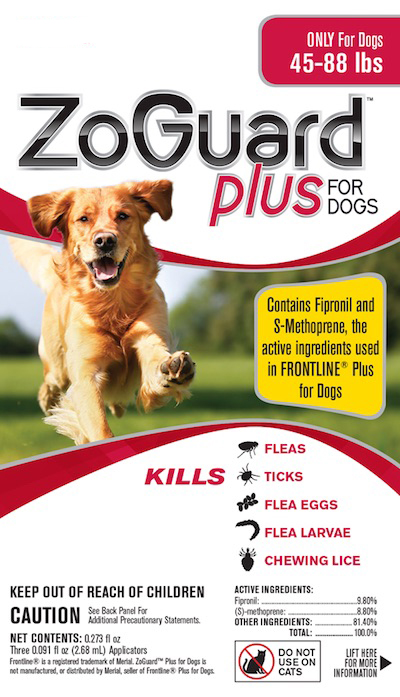 ONLY For Dogs
45-88 lbs
ZoGuard™
plus FOR
DOGS
Contains Fipronil and
S-Methoprene, the
active ingredients used
in FRONTLINE® Plus
for Dogs
KILLS
FLEAS
TICKS
FLEA EGGS
FLEA LARVAE
CHEWING LICE
KEEP OUT OF REACH OF CHILDREN
CAUTION See Back Panel For
Additional Precautionary Statements.
NET CONTENTS: 0.273 fl oz
Three 0.091 fl oz (2.68 mL) Applicators
Frontline® is a registered trademark of Merial. ZoGuard™ Plus for Dogs is
not manufactured, or distributed by Merial, seller of Frontline® Plus for Dogs.
ACTIVE INGREDIENTS:
Fipronil: ........................ 9.80%
(S)-methoprene: ........................ 8.80%
OTHER INGREDIENTS: ............ 81.40%
TOTAL: ............ 100.0%
DO NOT
USE ON
CATS
LIFT HERE
FOR MORE
INFORMATION